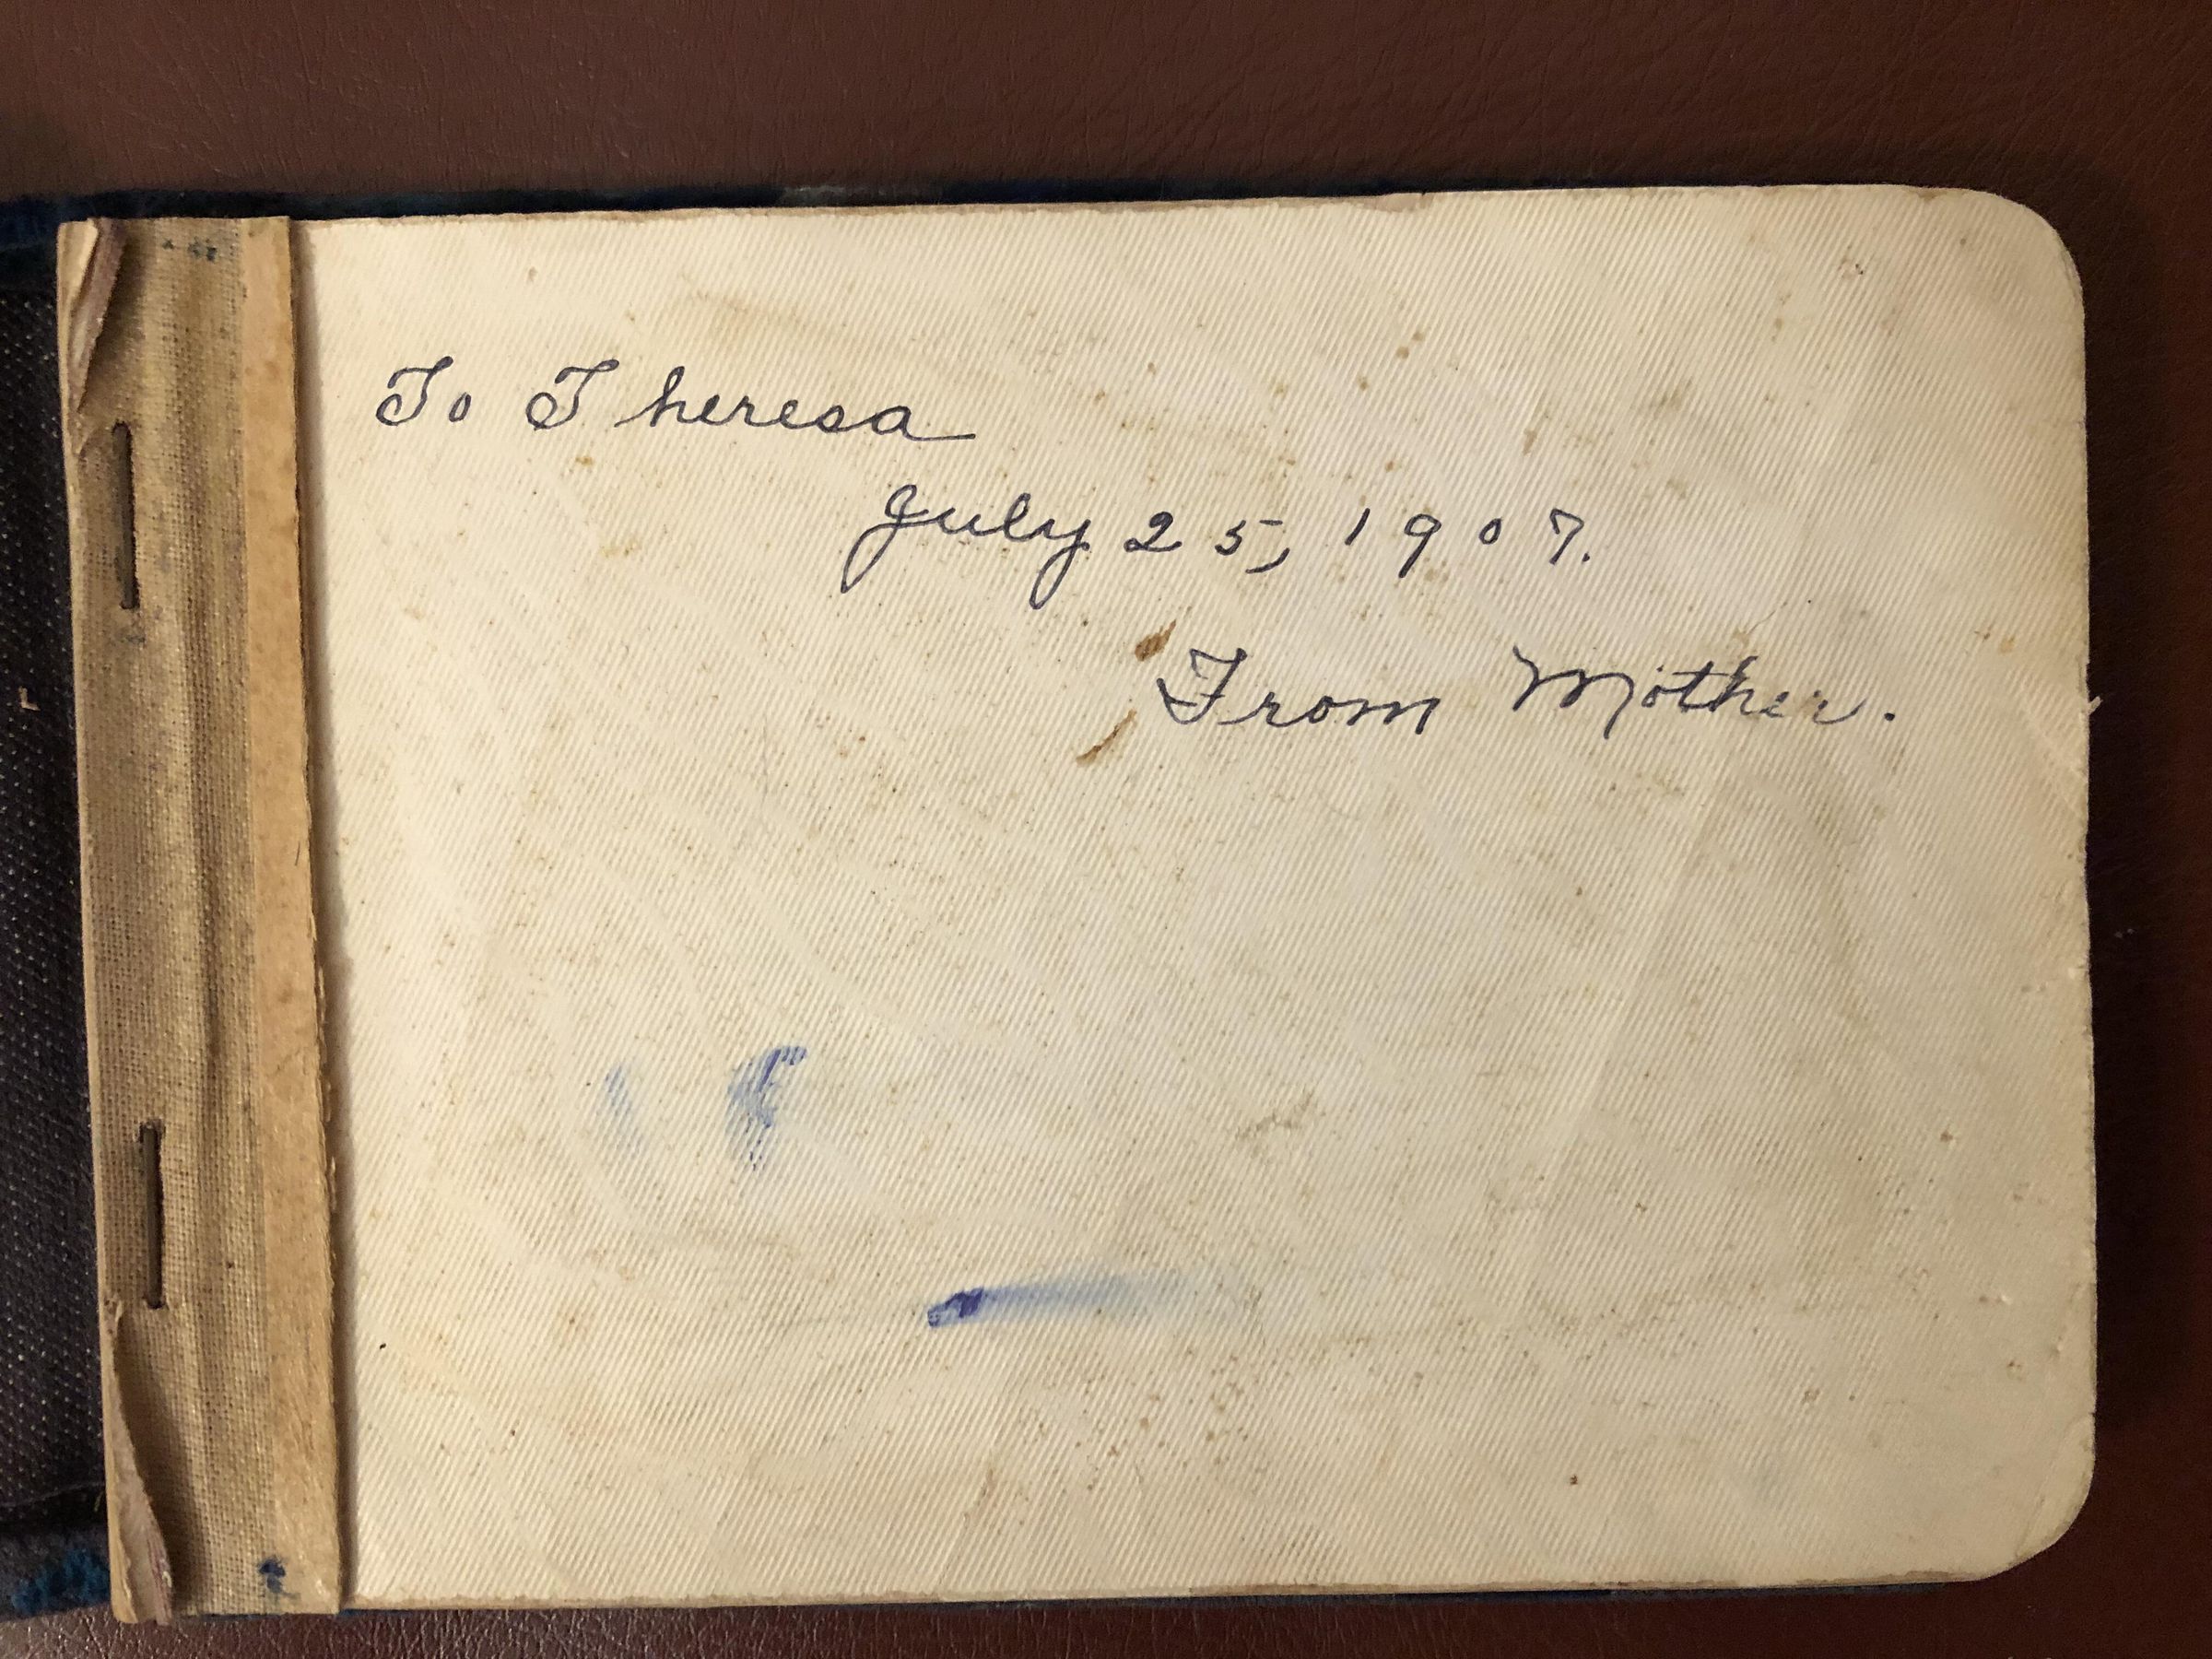 To Theresa
July 25, 1907.
From Mother.